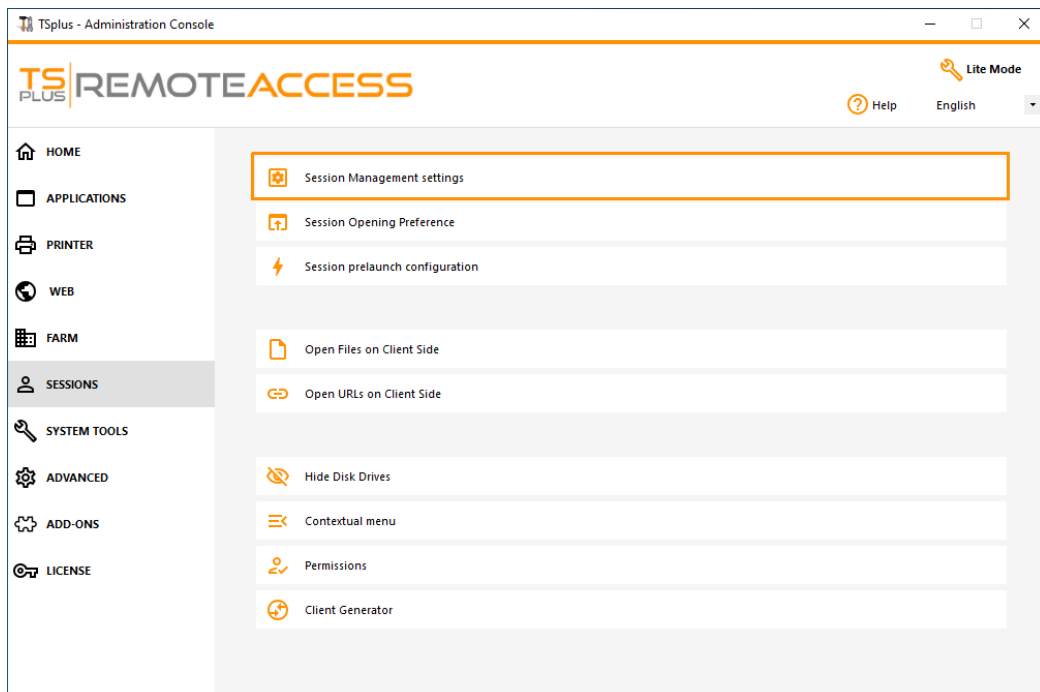 TSplus - Administration Console
TS PLUS REMOTEACCESS
Lite Mode
Help
English
HOME
APPLICATIONS
PRINTER
WEB
FARM
SESSIONS
SYSTEM TOOLS
ADVANCED
ADD-ONS
LICENSE
Session Management settings
Session Opening Preference
Session prelaunch configuration
Open Files on Client Side
Open URLs on Client Side
Hide Disk Drives
Contextual menu
Permissions
Client Generator